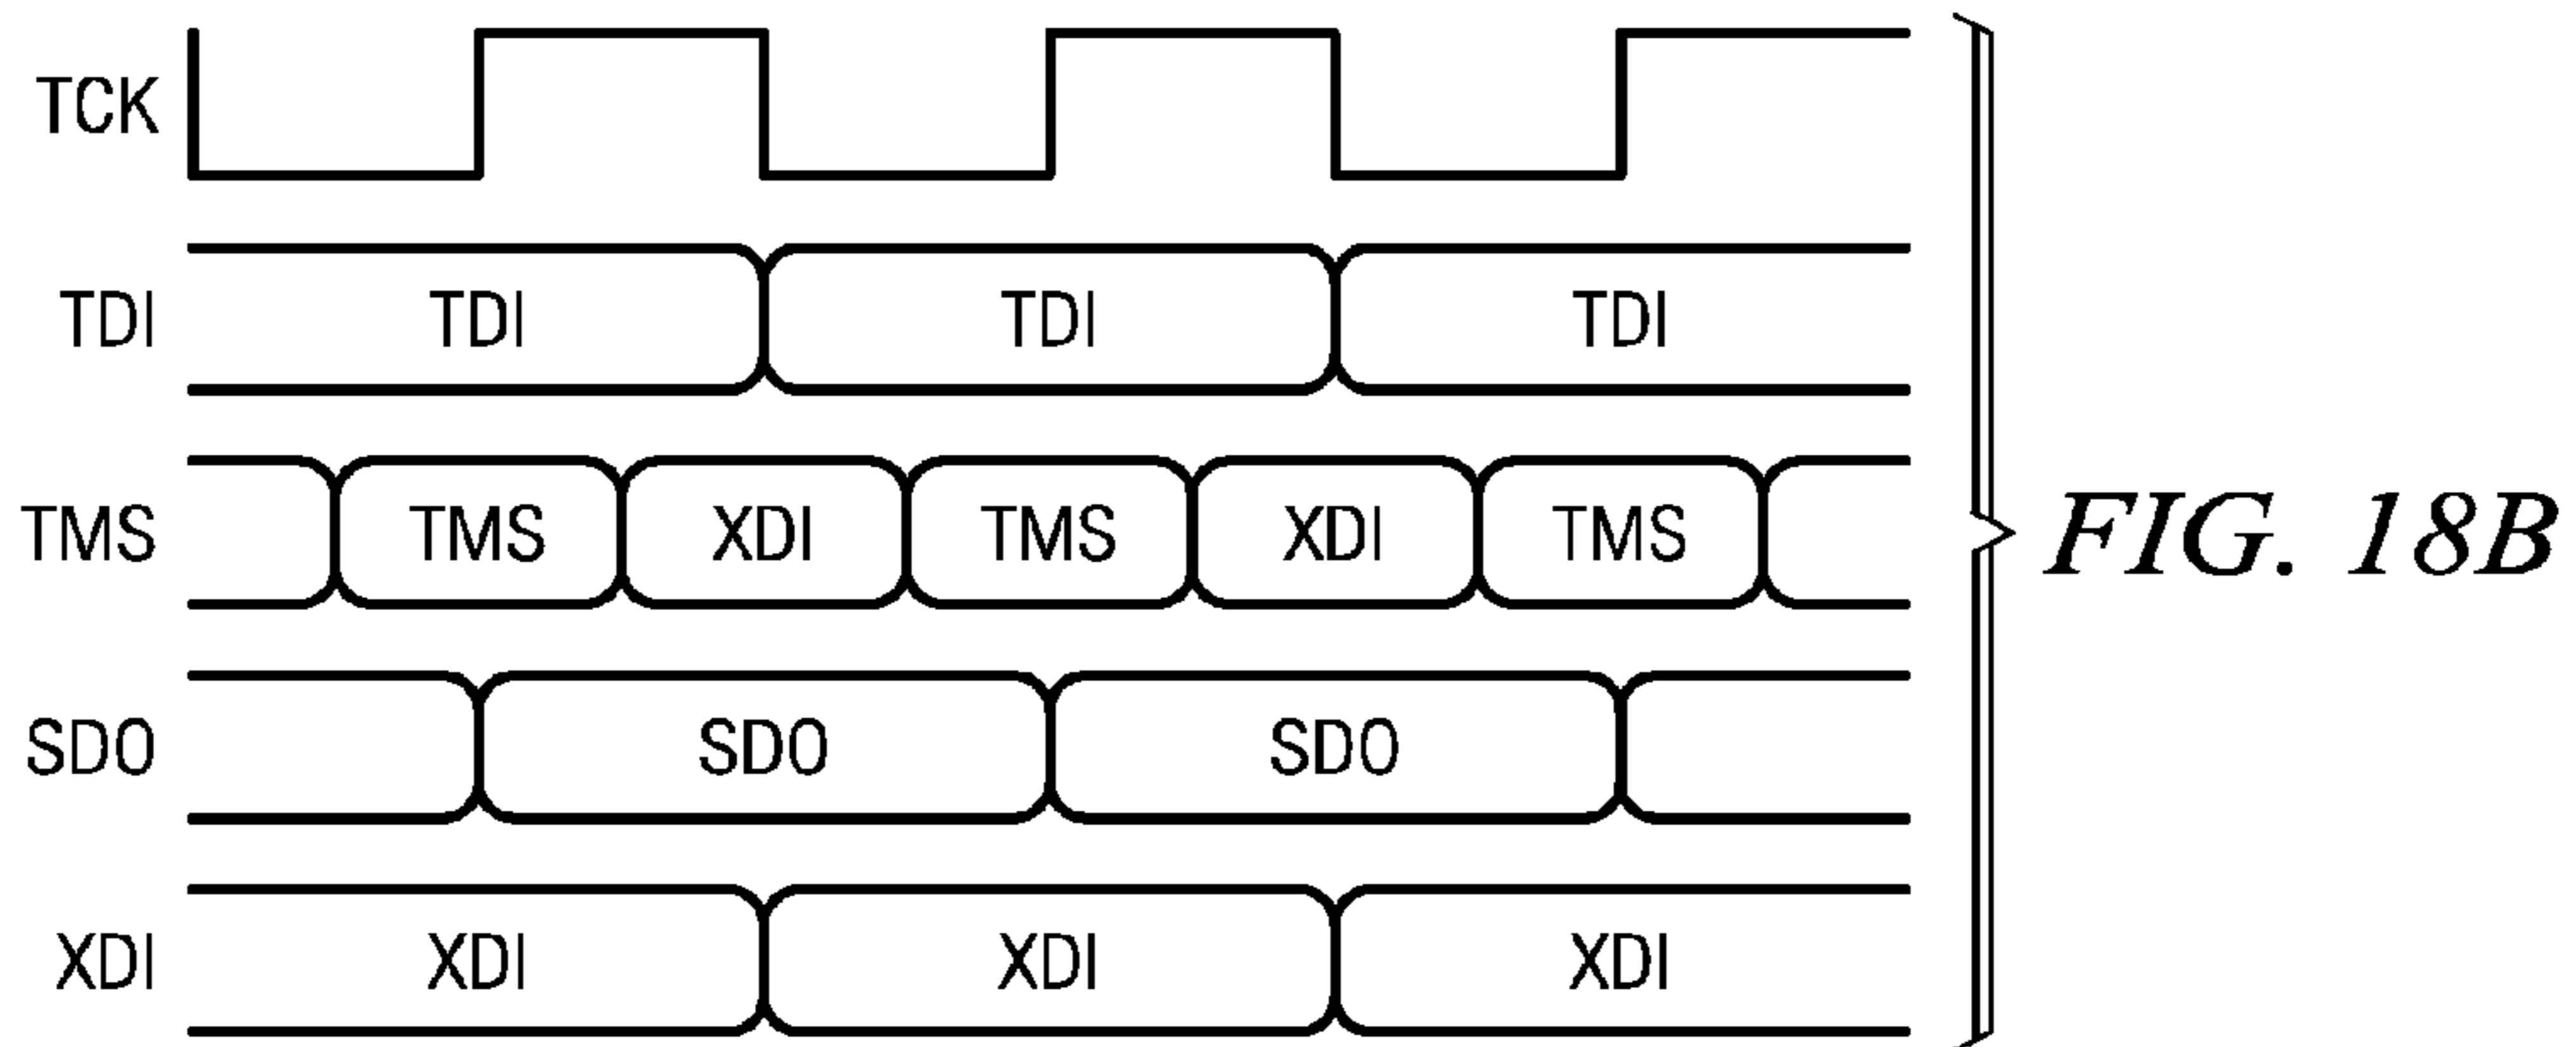 TCK
TDI TDI TDI TDI
TMS TMS XDI TMS XDI TMS
SDO SDO SDO
XDI XDI XDI XDI
FIG. 18B